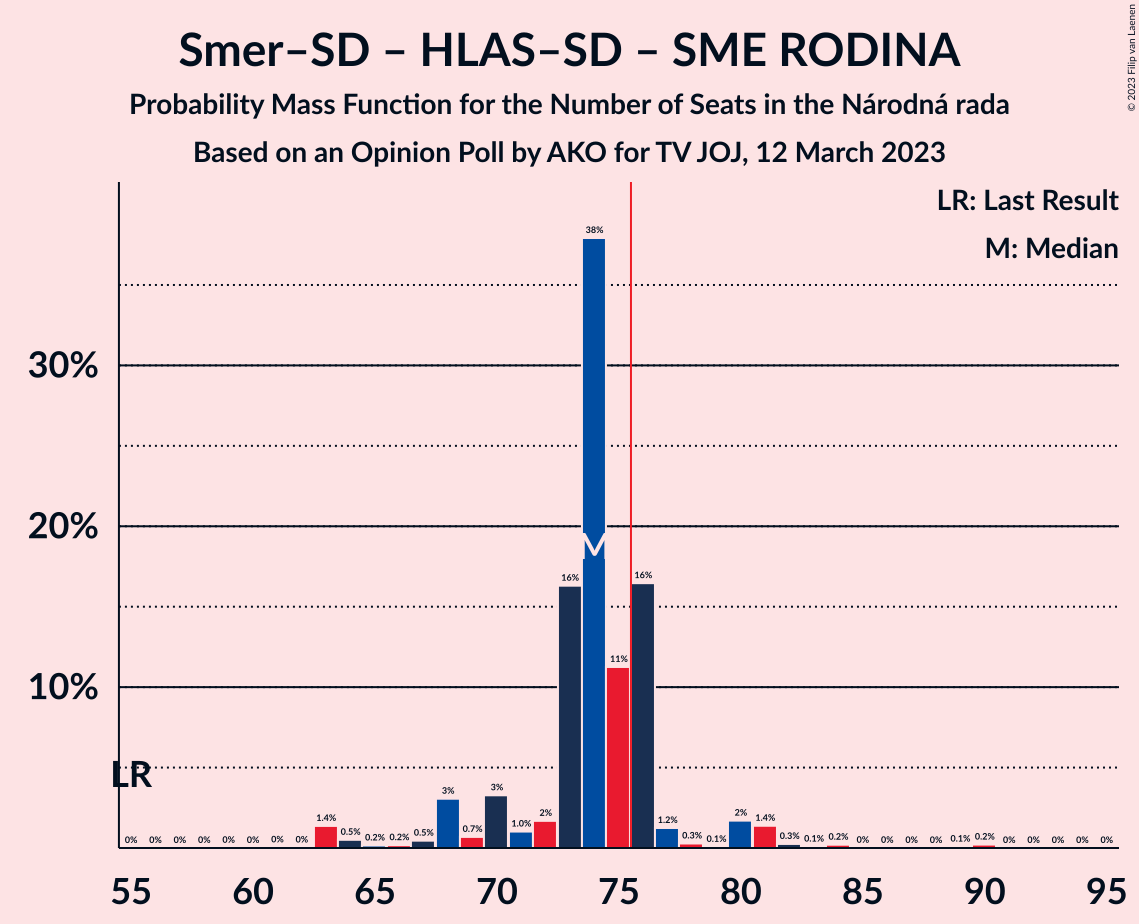 Smer–SD – HLAS–SD – SME RODINA
Probability Mass Function for the Number of Seats in the Národná rada
Based on an Opinion Poll by AKO for TV JOJ, 12 March 2023
© 2023 Filip van Laenen
LR: Last Result
M: Median
38%
30%
20%
M
16%
16%
11%
10%
LR
0% 0% 0% 0% 0% 0% 0% 0% 1.4% 0.5% 0.2% 0.2% 0.5% 3% 0.7% 3% 1.0% 2% 1.2% 0.3% 0.1% 2% 1.4% 0.3% 0.1% 0.2% 0% 0% 0% 0% 0.1% 0.2% 0% 0% 0% 0% 0%
55 60 65 70 75 80 85 90 95